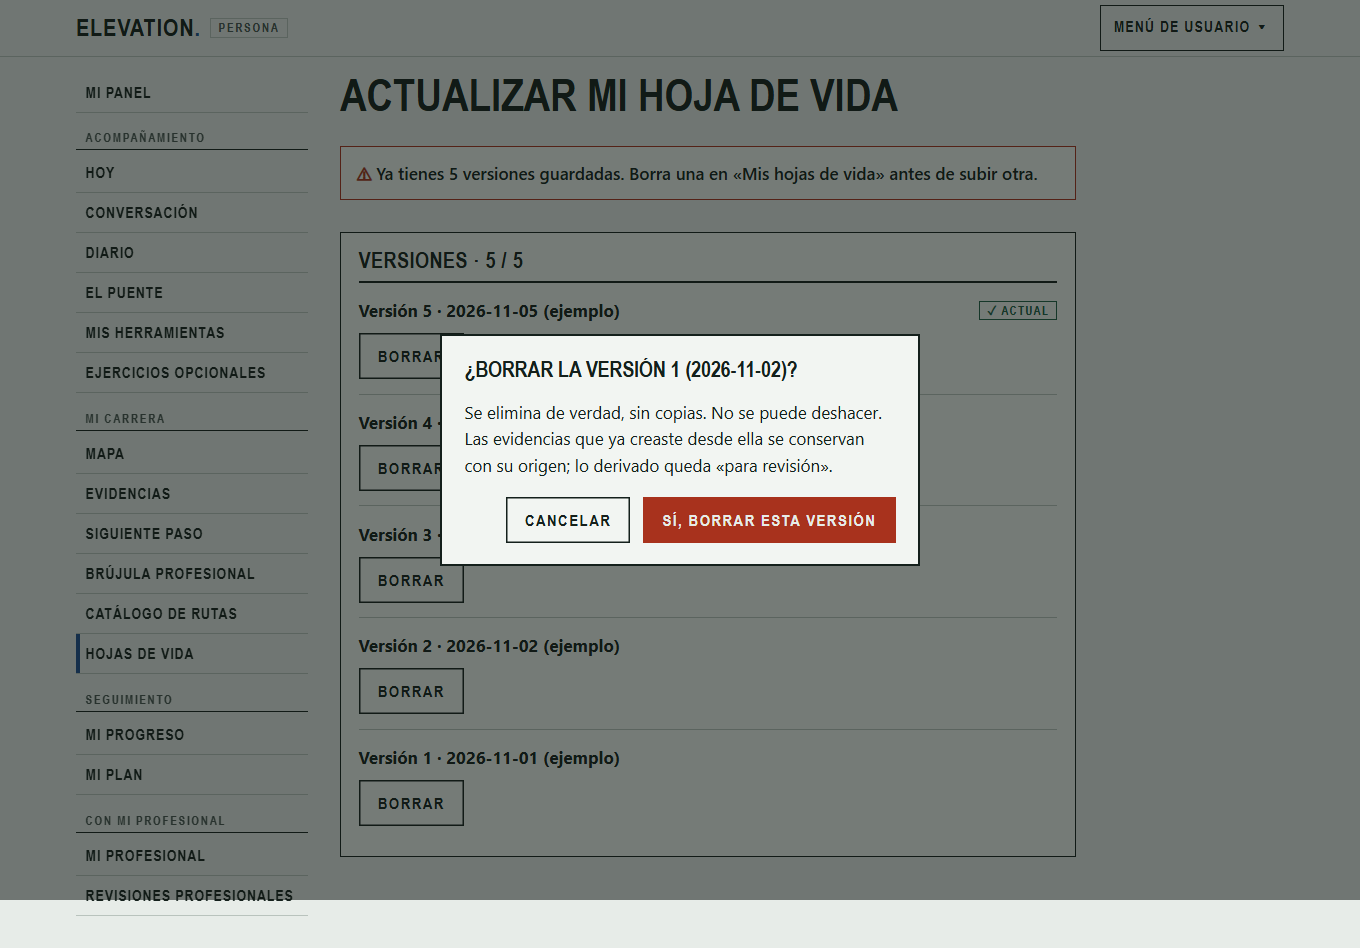 ELEVATION. PERSONA
MENÚ DE USUARIO
MI PANEL
ACOMPAÑAMIENTO
HOY
CONVERSACIÓN
DIARIO
EL PUENTE
MIS HERRAMIENTAS
EJERCICIOS OPCIONALES
MI CARRERA
MAPA
EVIDENCIAS
SIGUIENTE PASO
BRÚJULA PROFESIONAL
CATÁLOGO DE RUTAS
HOJAS DE VIDA
SEGUIMIENTO
MI PROGRESO
MI PLAN
CON MI PROFESIONAL
MI PROFESIONAL
REVISIONES PROFESIONALES
ACTUALIZAR MI HOJA DE VIDA
⚠ Ya tienes 5 versiones guardadas. Borra una en «Mis hojas de vida» antes de subir otra.
VERSIONES · 5 / 5
Versión 5 · 2026-11-05 (ejemplo)
✓ ACTUAL
BORRAR
Versión 4 ·
BORRAR
Versión 3 ·
BORRAR
Versión 2 · 2026-11-02 (ejemplo)
BORRAR
Versión 1 · 2026-11-01 (ejemplo)
BORRAR
¿BORRAR LA VERSIÓN 1 (2026-11-02)?
Se elimina de verdad, sin copias. No se puede deshacer.
Las evidencias que ya creaste desde ella se conservan
con su origen; lo derivado queda «para revisión».
CANCELAR
SÍ, BORRAR ESTA VERSIÓN